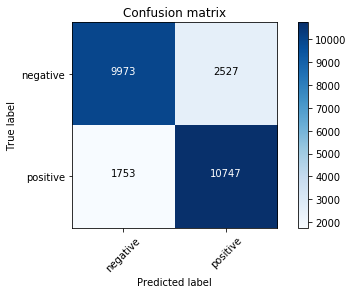 Confusion matrix
True label
negative
positive
9973
2527
1753
10747
negative
positive
Predicted label
10000
9000
8000
7000
6000
5000
4000
3000
2000